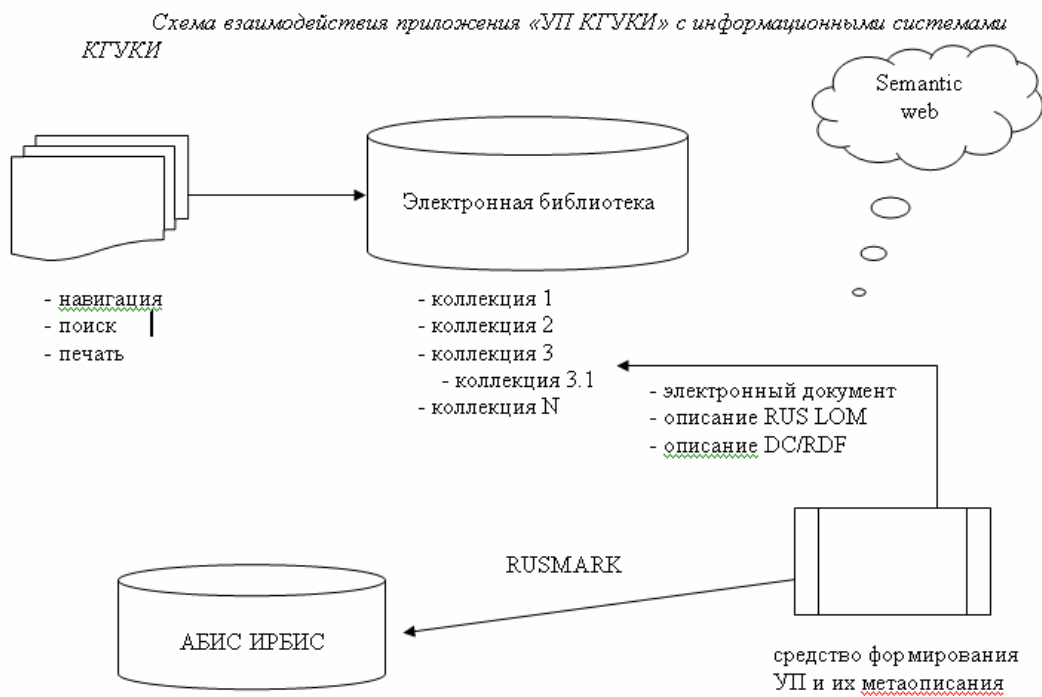 Схема взаимодействия приложения «УП КГУКИ» с информационными системами
КГУКИ
Semantic
web
Электронная библиотека
- навигация
- поиск
- печать
- коллекция 1
- коллекция 2
- коллекция 3
- коллекция 3.1
- коллекция N
- электронный документ
- описание RUS LOM
- описание DC/RDF
RUSMARK
АБИС ИРБИС
средство формирования
УП и их метаописания